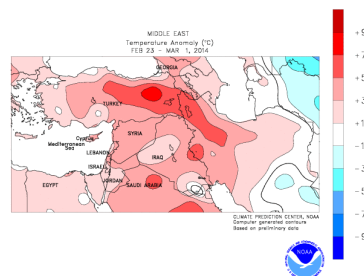 MIDDLE EAST
Temperature Anomaly (°C)
FEB 23 - MAR 1, 2014
GEORGIA
TURKEY
Cyprus
Mediterranean
Sea
SYRIA
LEBANON
IRAQ
ISRAEL
JORDAN
EGYPT
SAUDI ARABIA
CLIMATE PREDICTION CENTER, NOAA
Computer generated contours
Based on preliminary data
NOAA